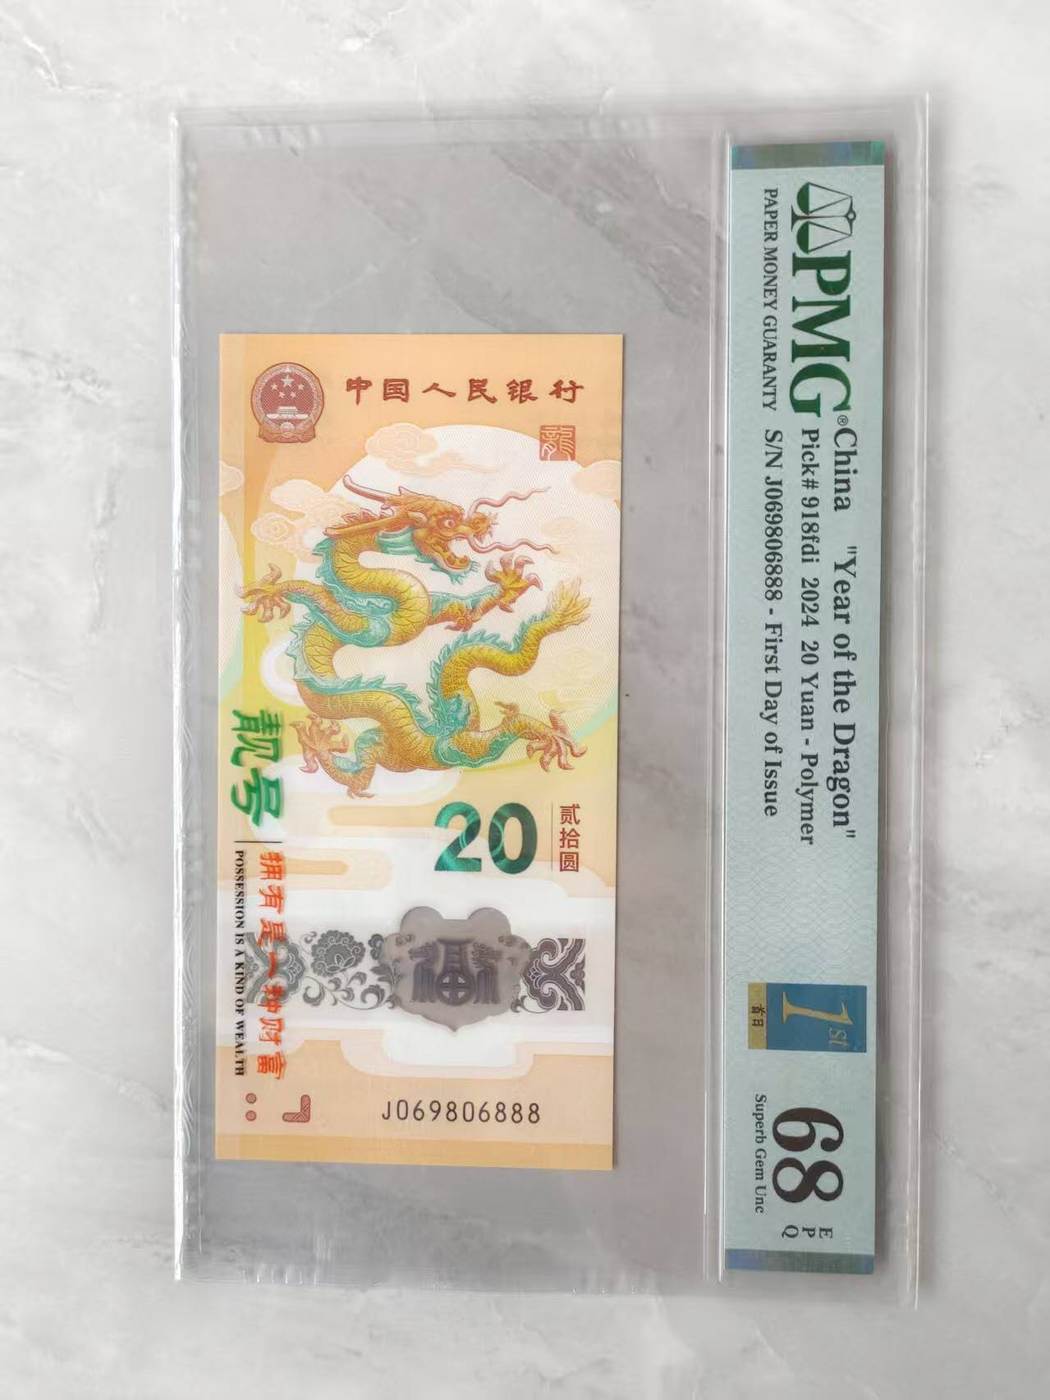 PMG®
PAPER MONEY GUARANTY
China "Year of the Dragon"
Pick# 918fdi 2024 20 Yuan - Polymer
S/N J069806888 - First Day of Issue
1st
首日
68
EPQ
Superb Gem Unc
中国人民银行
龍
20
贰拾圆
福
J069806888
靓号
拥有是一种财富
POSSESSION IS A KIND OF WEALTH